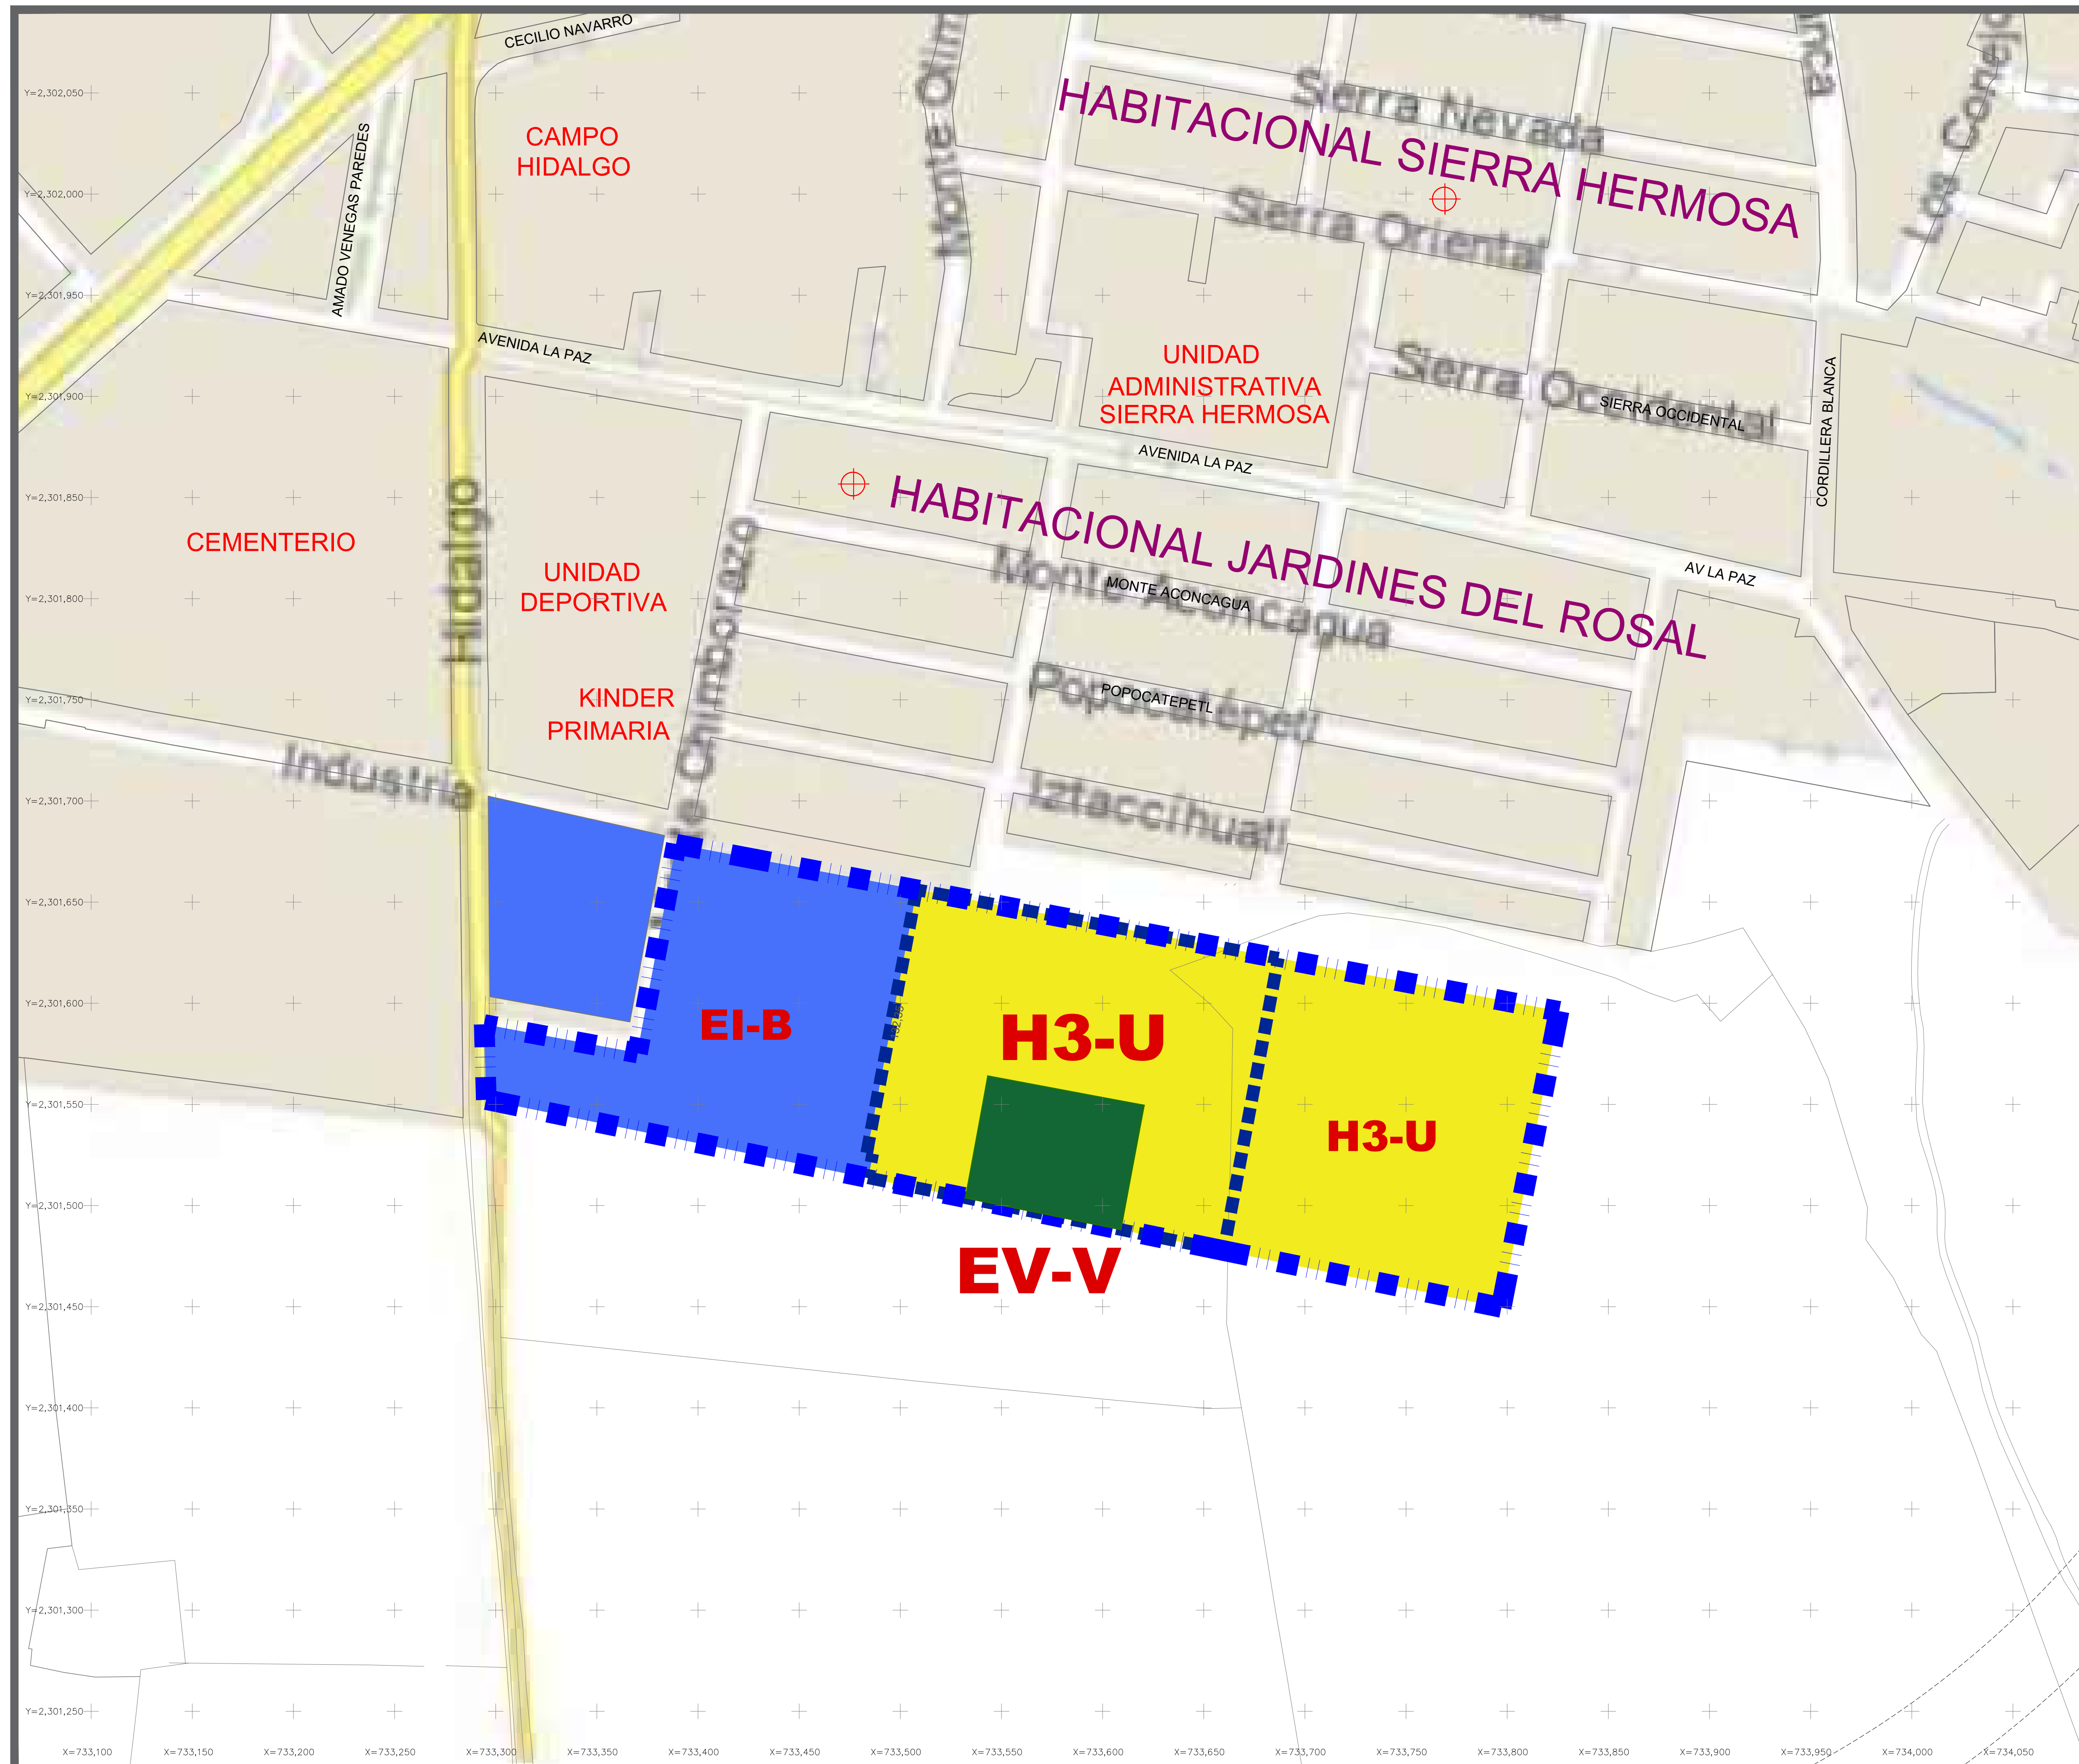 CECILIO NAVARRO
Y=2,302,050
CAMPO
HIDALGO
AMADO VENEGAS PAREDES
Sierra Nevada
HABITACIONAL SIERRA HERMOSA
Y=2,302,000
Sierra Oriental
Y=2,301,950
AVENIDA LA PAZ
UNIDAD
ADMINISTRATIVA
SIERRA HERMOSA
Sierra Occidental
SIERRA OCCIDENTAL
CORDILLERA BLANCA
Y=2,301,900
AVENIDA LA PAZ
Y=2,301,850
HABITACIONAL JARDINES DEL ROSAL
CEMENTERIO
Hidalgo
UNIDAD
DEPORTIVA
Chimborazo
Monte Aconcagua
MONTE ACONCAGUA
AV LA PAZ
Y=2,301,800
KINDER
PRIMARIA
Popocatépetl
POPOCATEPETL
Y=2,301,750
Industria
Iztaccíhuatl
Y=2,301,700
Y=2,301,650
Y=2,301,600
EI-B
H3-U
Y=2,301,550
H3-U
Y=2,301,500
EV-V
Y=2,301,450
Y=2,301,400
Y=2,301,350
Y=2,301,300
Y=2,301,250
X=733,100 X=733,150 X=733,200 X=733,250 X=733,300 X=733,350 X=733,400 X=733,450 X=733,500 X=733,550 X=733,600 X=733,650 X=733,700 X=733,750 X=733,800 X=733,850 X=733,900 X=733,950 X=734,000 X=734,050